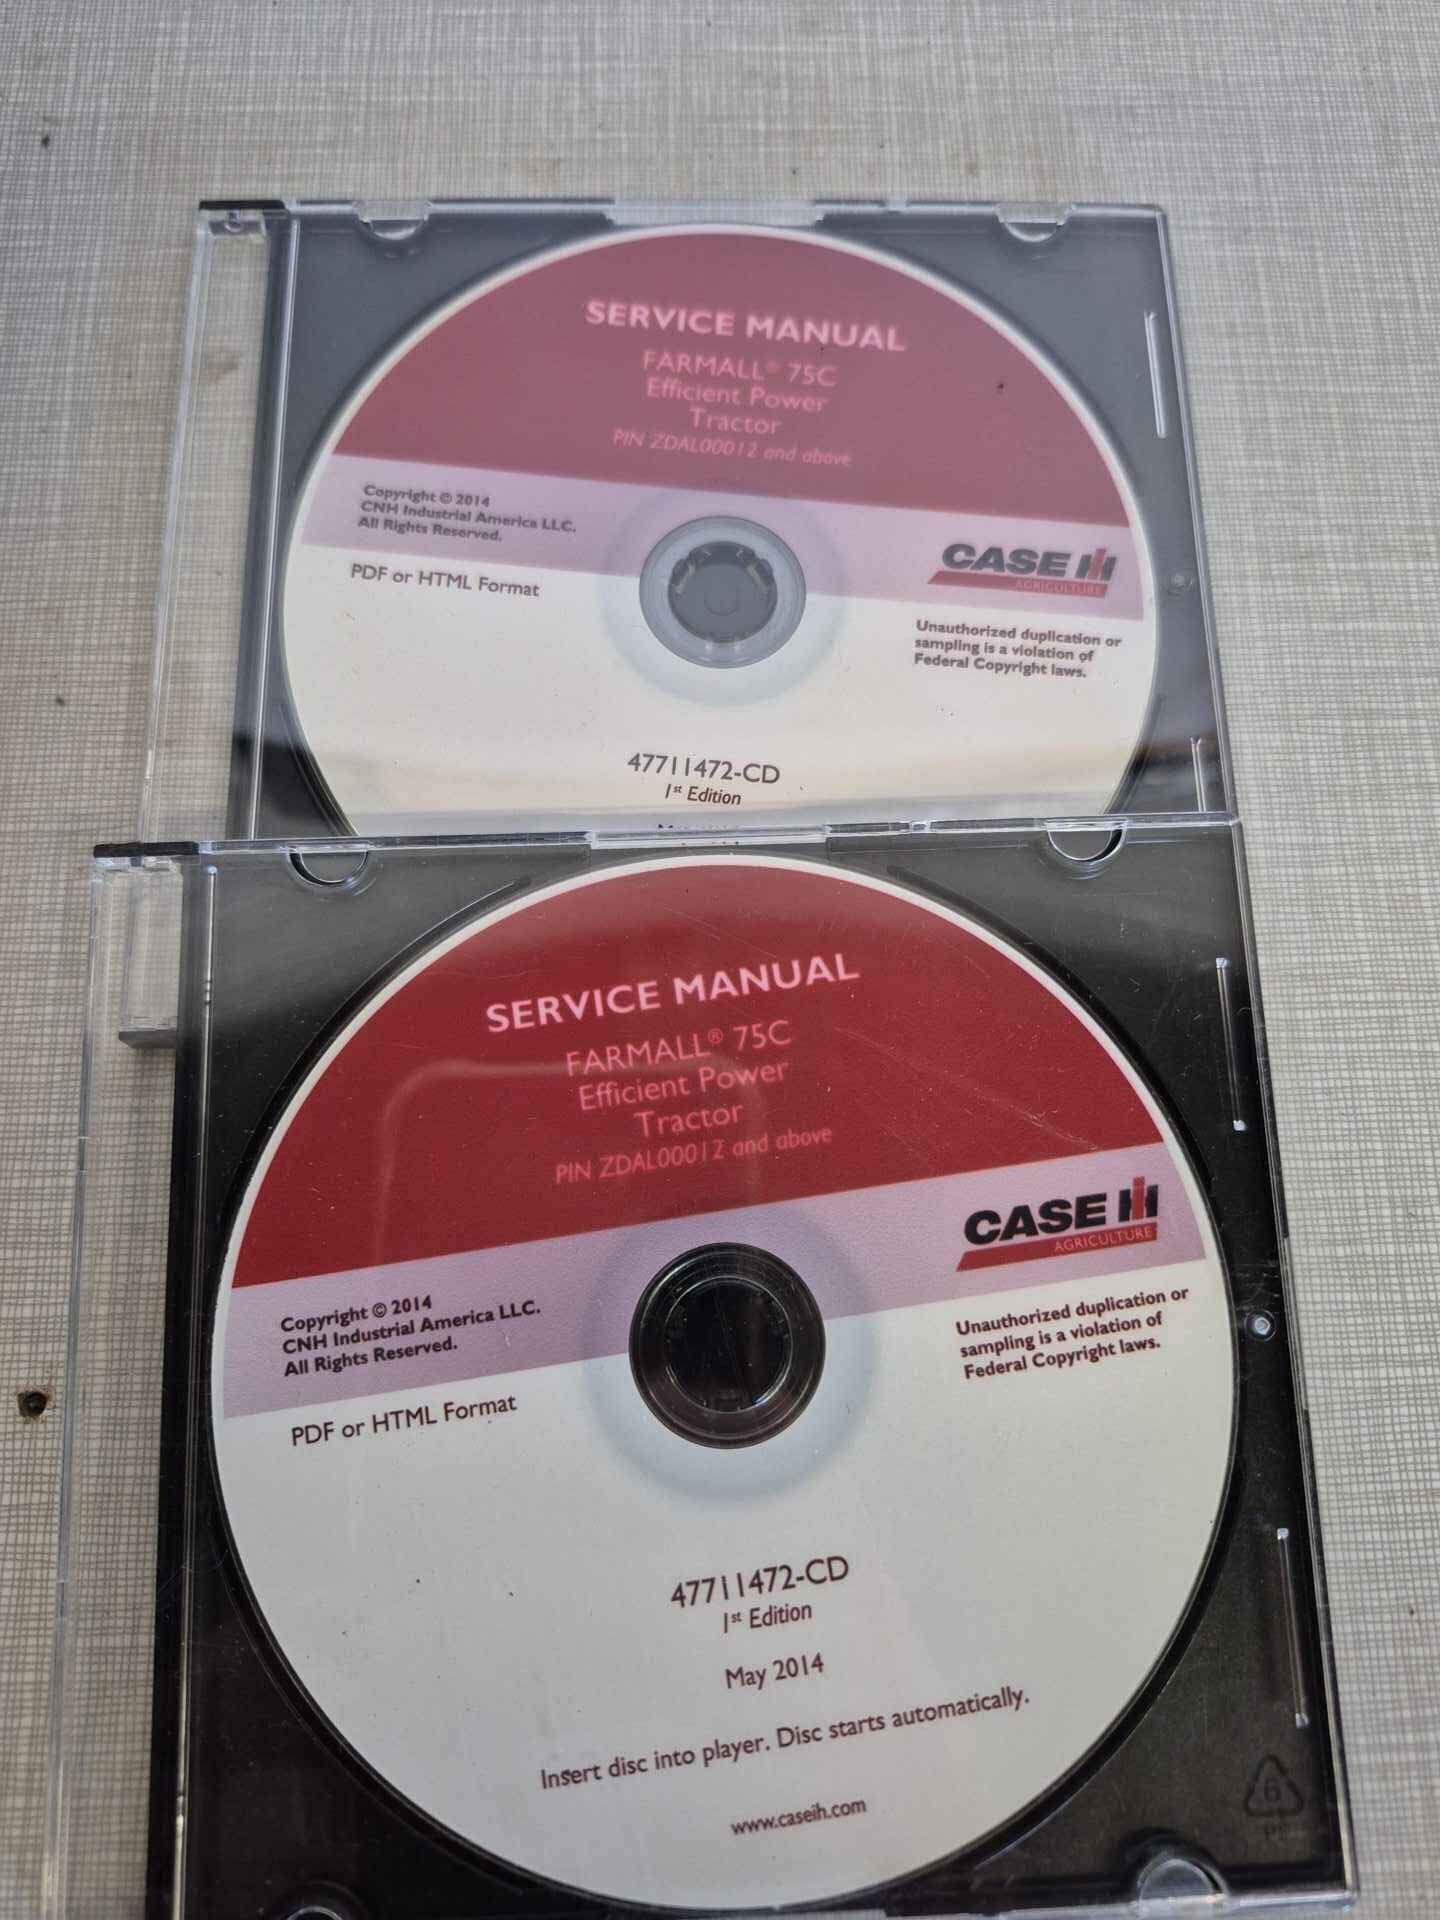 SERVICE MANUAL
FARMALL® 75C
Efficient Power
Tractor
PIN ZDAL00012 and above
Copyright © 2014
CNH Industrial America LLC.
All Rights Reserved.
CASE IH
AGRICULTURE
PDF or HTML Format
Unauthorized duplication or
sampling is a violation of
Federal Copyright laws.
47711472-CD
1st Edition
SERVICE MANUAL
FARMALL® 75C
Efficient Power
Tractor
PIN ZDAL00012 and above
CASE IH
AGRICULTURE
Copyright © 2014
CNH Industrial America LLC.
All Rights Reserved.
Unauthorized duplication or
sampling is a violation of
Federal Copyright laws.
PDF or HTML Format
47711472-CD
1st Edition
May 2014
Insert disc into player. Disc starts automatically.
www.caseih.com
6